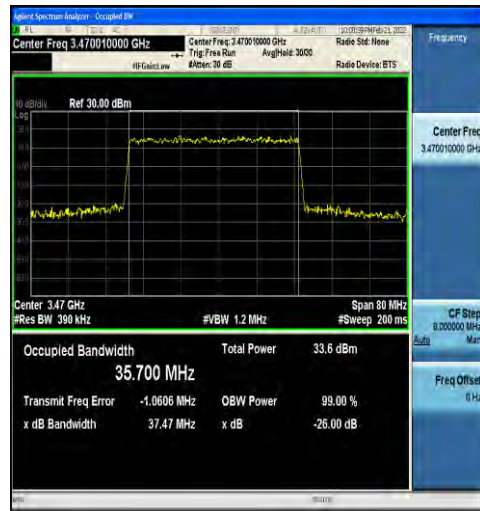 Agilent Spectrum Analyzer - Occupied BW
Center Freq 3.470010000 GHz
Center Freq: 3.470010000 GHz
Radio Std: None
Trig: Free Run
Avg|Hold: 30/30
#IFGain:Low
#Atten: 30 dB
Radio Device: BTS
Frequency
10 dB/div
Ref 30.00 dBm
Log
Center Freq
3.470010000 GHz
Center 3.47 GHz
Span 80 MHz
#Res BW 390 kHz
#VBW 1.2 MHz
#Sweep 200 ms
CF Step
8.000000 MHz
Auto
Man
Occupied Bandwidth
Total Power
33.6 dBm
35.700 MHz
Transmit Freq Error
-1.0606 MHz
OBW Power
99.00 %
x dB Bandwidth
37.47 MHz
x dB
-26.00 dB
Freq Offset
0 Hz